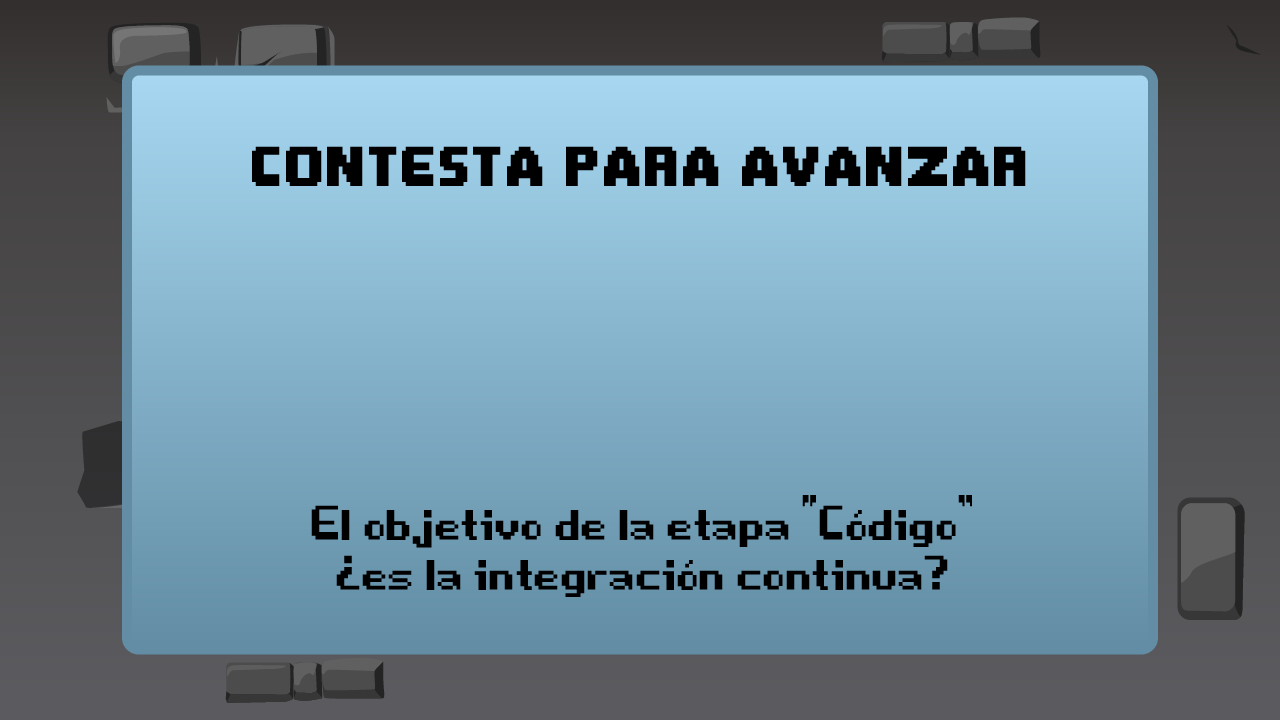 CONTESTA PARA AVANZAR
El objetivo de la etapa "Código"
¿es la integración continua?